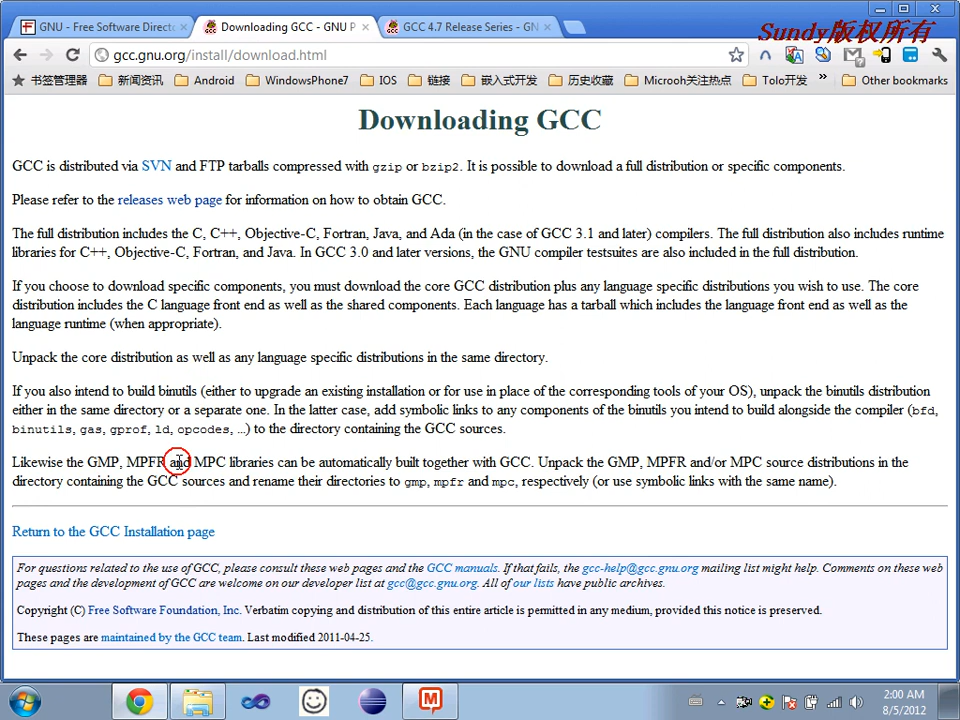 GNU - Free Software Direct
Downloading GCC - GNU P
GCC 4.7 Release Series - GN
Sundy版权所有
gcc.gnu.org/install/download.html
书签管理器 新闻资讯 Android WindowsPhone7 IOS 链接 嵌入式开发 历史收藏 Microoh关注热点 Tolo开发 » Other bookmarks
Downloading GCC
GCC is distributed via SVN and FTP tarballs compressed with gzip or bzip2. It is possible to download a full distribution or specific components.
Please refer to the releases web page for information on how to obtain GCC.
The full distribution includes the C, C++, Objective-C, Fortran, Java, and Ada (in the case of GCC 3.1 and later) compilers. The full distribution also includes runtime
libraries for C++, Objective-C, Fortran, and Java. In GCC 3.0 and later versions, the GNU compiler testsuites are also included in the full distribution.
If you choose to download specific components, you must download the core GCC distribution plus any language specific distributions you wish to use. The core
distribution includes the C language front end as well as the shared components. Each language has a tarball which includes the language front end as well as the
language runtime (when appropriate).
Unpack the core distribution as well as any language specific distributions in the same directory.
If you also intend to build binutils (either to upgrade an existing installation or for use in place of the corresponding tools of your OS), unpack the binutils distribution
either in the same directory or a separate one. In the latter case, add symbolic links to any components of the binutils you intend to build alongside the compiler (bfd,
binutils, gas, gprof, ld, opcodes, ...) to the directory containing the GCC sources.
Likewise the GMP, MPFR and MPC libraries can be automatically built together with GCC. Unpack the GMP, MPFR and/or MPC source distributions in the
directory containing the GCC sources and rename their directories to gmp, mpfr and mpc, respectively (or use symbolic links with the same name).
Return to the GCC Installation page
For questions related to the use of GCC, please consult these web pages and the GCC manuals. If that fails, the gcc-help@gcc.gnu.org mailing list might help. Comments on these web
pages and the development of GCC are welcome on our developer list at gcc@gcc.gnu.org. All of our lists have public archives.
Copyright (C) Free Software Foundation, Inc. Verbatim copying and distribution of this entire article is permitted in any medium, provided this notice is preserved.
These pages are maintained by the GCC team. Last modified 2011-04-25.
2:00 AM
8/5/2012